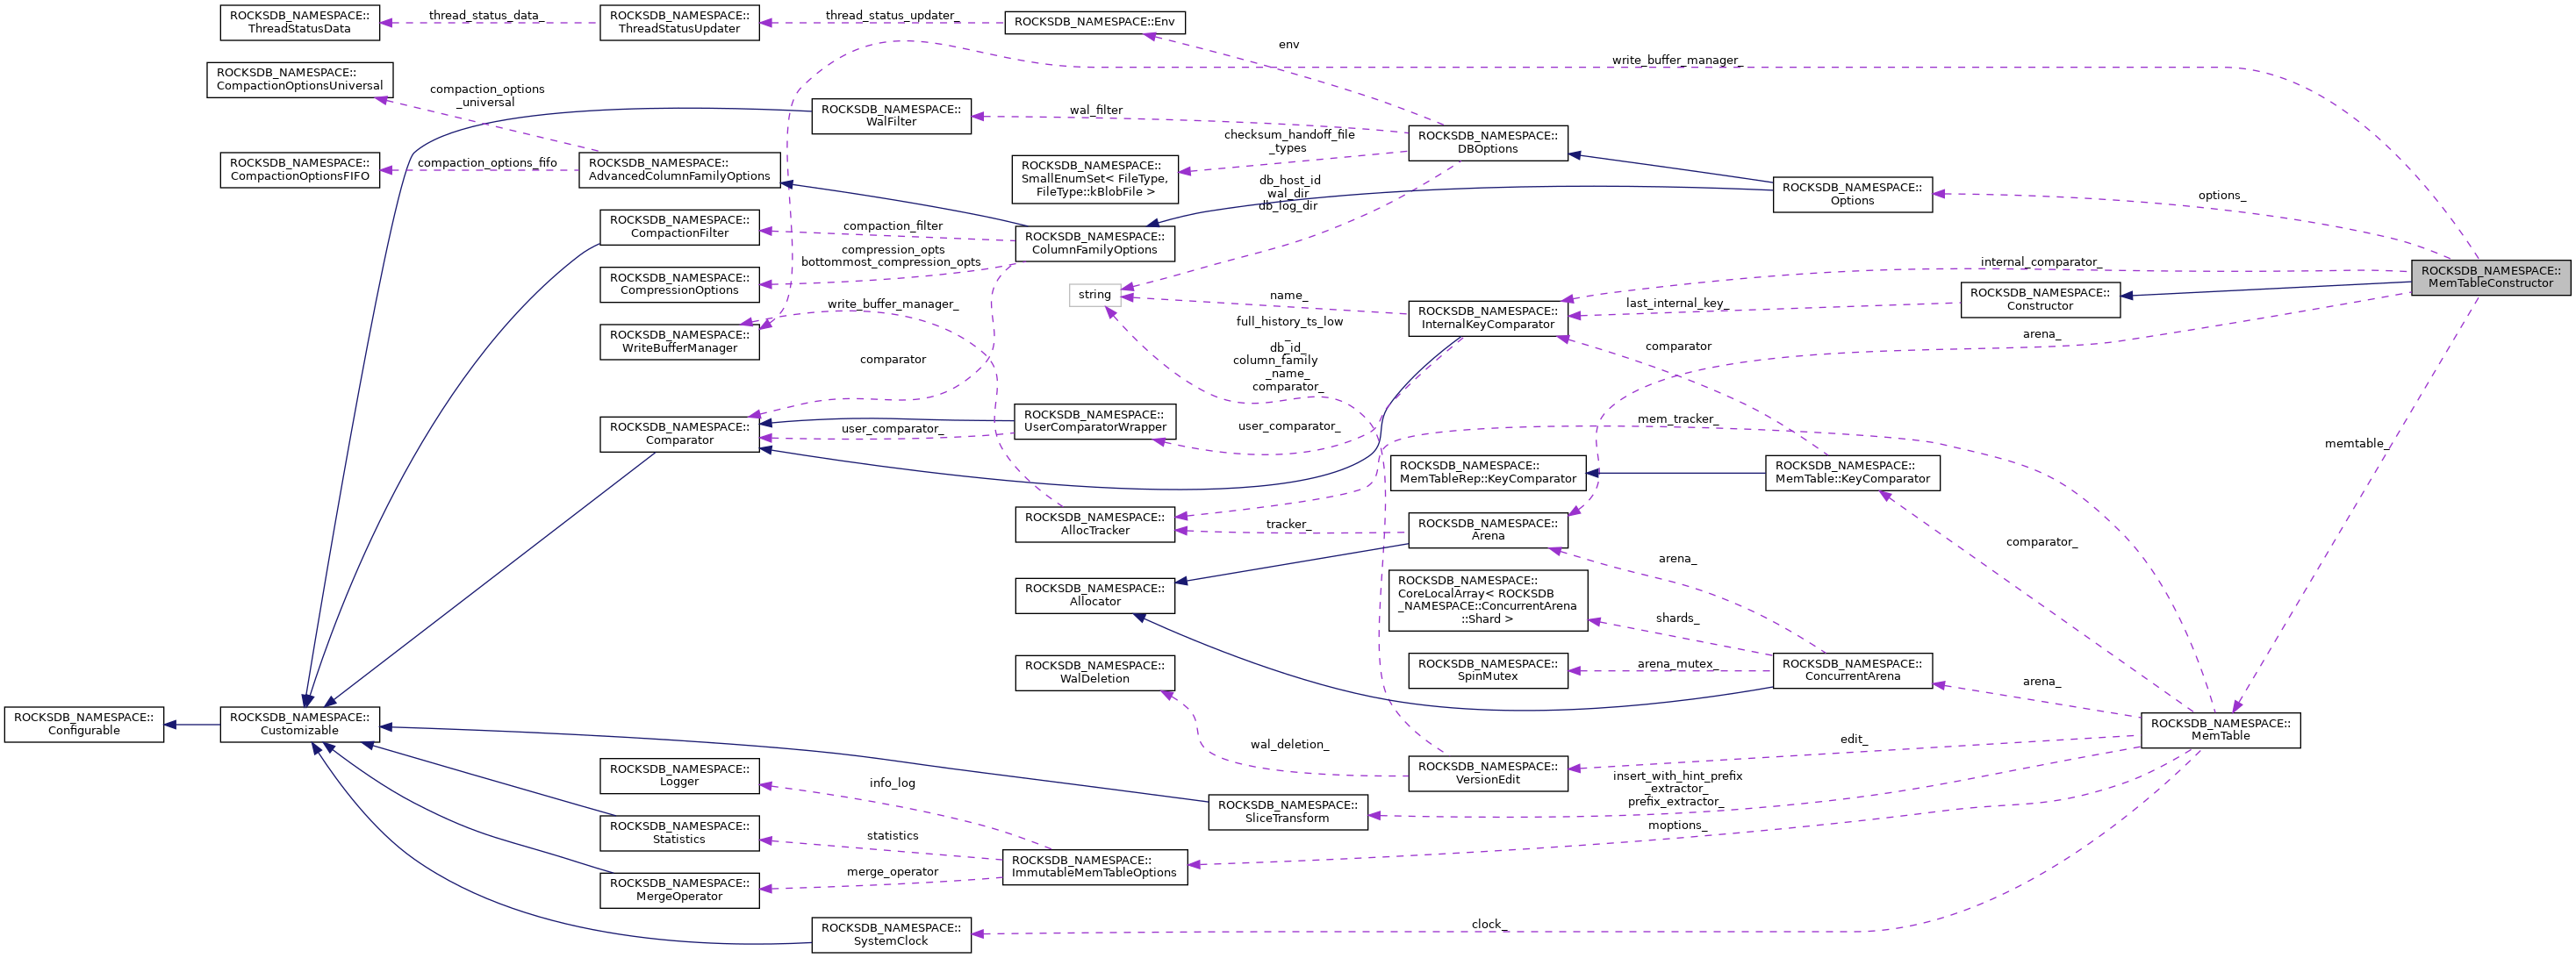 ROCKSDB_NAMESPACE::
ThreadStatusData
thread_status_data_
ROCKSDB_NAMESPACE::
ThreadStatusUpdater
thread_status_updater_
ROCKSDB_NAMESPACE::Env
env
write_buffer_manager_
ROCKSDB_NAMESPACE::
CompactionOptionsUniversal
compaction_options
_universal
ROCKSDB_NAMESPACE::
WalFilter
wal_filter
ROCKSDB_NAMESPACE::
DBOptions
checksum_handoff_file
_types
ROCKSDB_NAMESPACE::
CompactionOptionsFIFO
compaction_options_fifo
ROCKSDB_NAMESPACE::
AdvancedColumnFamilyOptions
ROCKSDB_NAMESPACE::
SmallEnumSet< FileType,
FileType::kBlobFile >
db_host_id
wal_dir
db_log_dir
ROCKSDB_NAMESPACE::
Options
options_
ROCKSDB_NAMESPACE::
CompactionFilter
compaction_filter
ROCKSDB_NAMESPACE::
ColumnFamilyOptions
compression_opts
bottommost_compression_opts
ROCKSDB_NAMESPACE::
CompressionOptions
internal_comparator_
ROCKSDB_NAMESPACE::
MemTableConstructor
string
name_
ROCKSDB_NAMESPACE::
InternalKeyComparator
last_internal_key_
ROCKSDB_NAMESPACE::
Constructor
write_buffer_manager_
ROCKSDB_NAMESPACE::
WriteBufferManager
full_history_ts_low
_
db_id_
column_family
_name_
comparator_
comparator
comparator
arena_
ROCKSDB_NAMESPACE::
Comparator
user_comparator_
ROCKSDB_NAMESPACE::
UserComparatorWrapper
user_comparator_
mem_tracker_
memtable_
ROCKSDB_NAMESPACE::
MemTableRep::KeyComparator
ROCKSDB_NAMESPACE::
MemTable::KeyComparator
ROCKSDB_NAMESPACE::
AllocTracker
tracker_
ROCKSDB_NAMESPACE::
Arena
comparator_
arena_
ROCKSDB_NAMESPACE::
Allocator
ROCKSDB_NAMESPACE::
CoreLocalArray< ROCKSDB
_NAMESPACE::ConcurrentArena
::Shard >
shards_
ROCKSDB_NAMESPACE::
WalDeletion
ROCKSDB_NAMESPACE::
SpinMutex
arena_mutex_
ROCKSDB_NAMESPACE::
ConcurrentArena
arena_
ROCKSDB_NAMESPACE::
Configurable
ROCKSDB_NAMESPACE::
Customizable
wal_deletion_
edit_
ROCKSDB_NAMESPACE::
MemTable
ROCKSDB_NAMESPACE::
VersionEdit
ROCKSDB_NAMESPACE::
Logger
info_log
insert_with_hint_prefix
_extractor_
prefix_extractor_
ROCKSDB_NAMESPACE::
SliceTransform
moptions_
ROCKSDB_NAMESPACE::
Statistics
statistics
ROCKSDB_NAMESPACE::
ImmutableMemTableOptions
ROCKSDB_NAMESPACE::
MergeOperator
merge_operator
ROCKSDB_NAMESPACE::
SystemClock
clock_